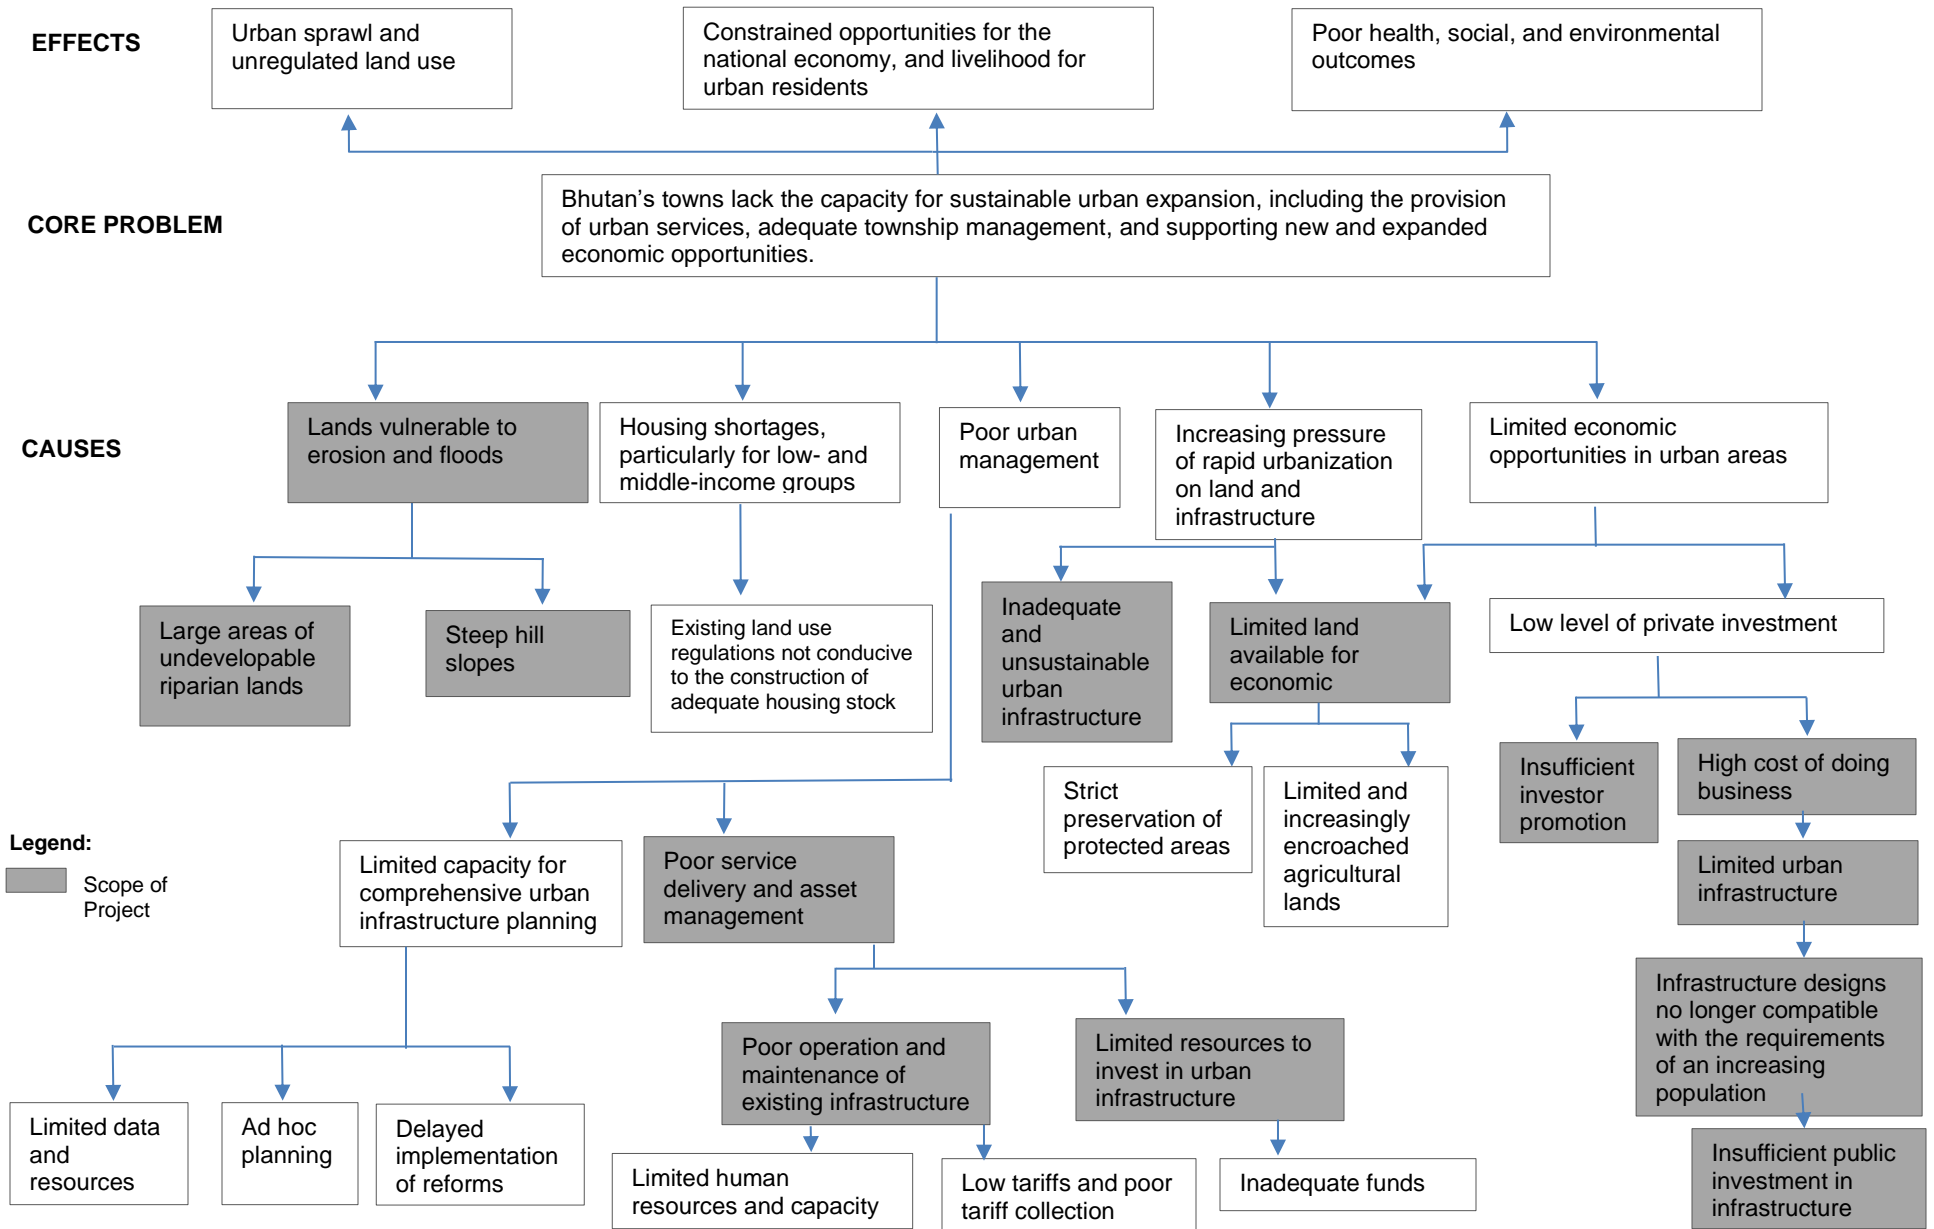 EFFECTS
Urban sprawl and
unregulated land use
Constrained opportunities for the
national economy, and livelihood for
urban residents
Poor health, social, and environmental
outcomes
CORE PROBLEM
Bhutan’s towns lack the capacity for sustainable urban expansion, including the provision
of urban services, adequate township management, and supporting new and expanded
economic opportunities.
CAUSES
Lands vulnerable to
erosion and floods
Housing shortages,
particularly for low- and
middle-income groups
Poor urban
management
Increasing pressure
of rapid urbanization
on land and
infrastructure
Limited economic
opportunities in urban areas
Large areas of
undevelopable
riparian lands
Steep hill
slopes
Existing land use
regulations not conducive
to the construction of
adequate housing stock
Inadequate
and
unsustainable
urban
infrastructure
Limited land
available for
economic
Low level of private investment
Strict
preservation of
protected areas
Limited and
increasingly
encroached
agricultural
lands
Insufficient
investor
promotion
High cost of doing
business
Legend:
Scope of
Project
Limited capacity for
comprehensive urban
infrastructure planning
Poor service
delivery and asset
management
Limited urban
infrastructure
Infrastructure designs
no longer compatible
with the requirements
of an increasing
population
Poor operation and
maintenance of
existing infrastructure
Limited resources to
invest in urban
infrastructure
Limited data
and
resources
Ad hoc
planning
Delayed
implementation
of reforms
Limited human
resources and capacity
Low tariffs and poor
tariff collection
Inadequate funds
Insufficient public
investment in
infrastructure